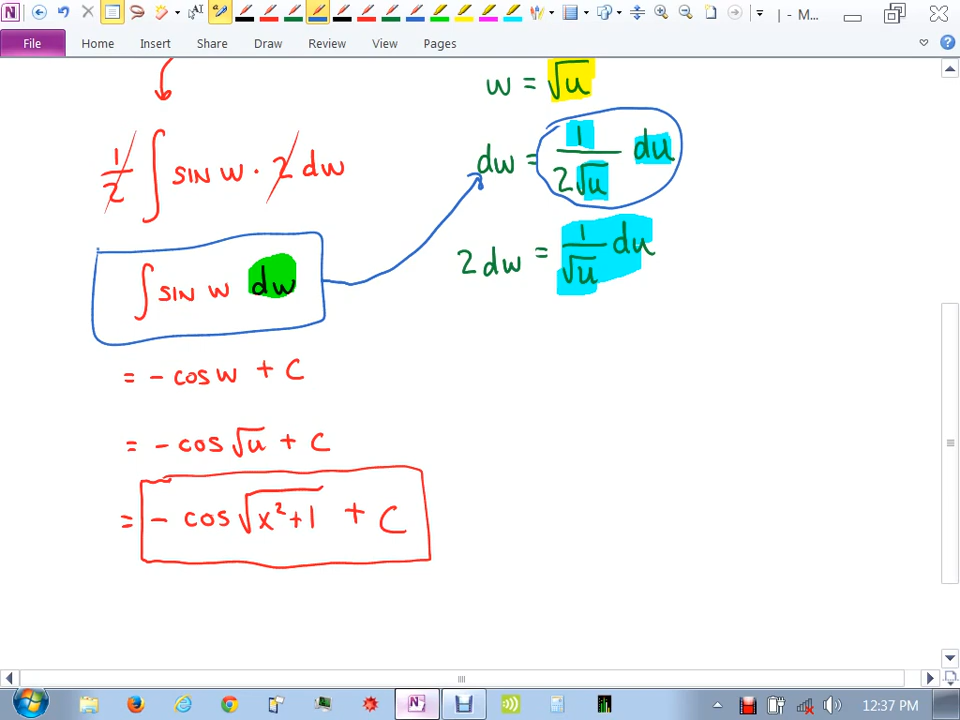 | - M...
File Home Insert Share Draw Review View Pages
w = √u
1/2 ∫ sin w · 2 dw
dw = 1/(2√u) du
2 dw = 1/√u du
∫ sin w dw
= - cos w + C
= - cos √u + C
= - cos √(x²+1) + C
12:37 PM